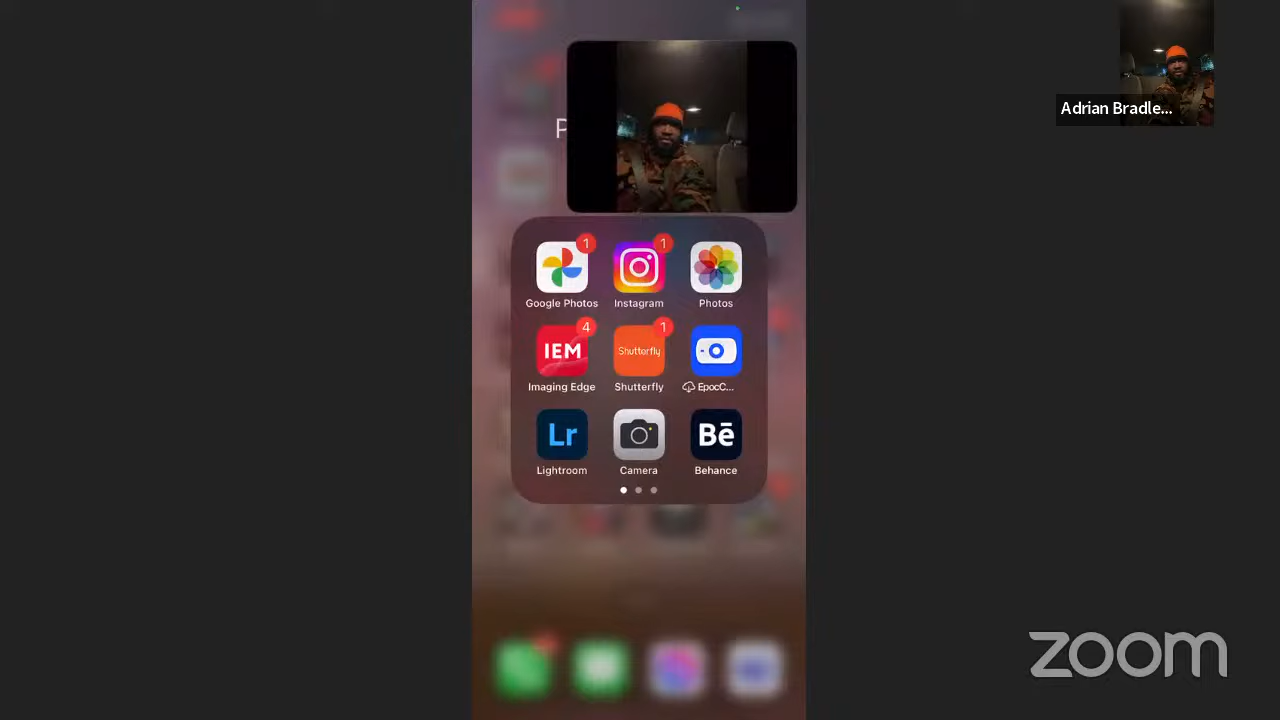 Adrian Bradle...
P
1
1
Google Photos
Instagram
Photos
4
1
IEM
Shutterfly
Imaging Edge
Shutterfly
EpocC...
Lr
Bē
Lightroom
Camera
Behance
zoom